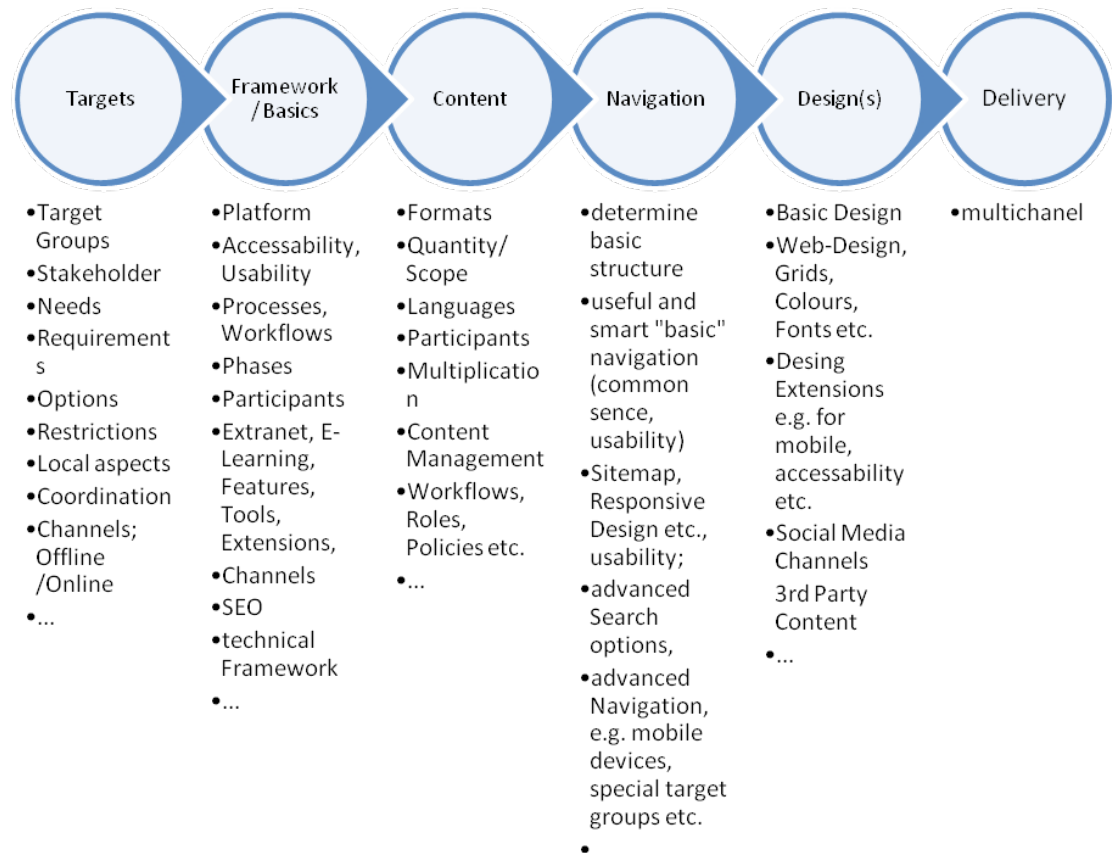 Targets
Framework
/ Basics
Content
Navigation
Design(s)
Delivery
•Target
Groups
•Stakeholder
•Needs
•Requirement
s
•Options
•Restrictions
•Local aspects
•Coordination
•Channels;
Offline
/Online
•...
•Platform
•Accessability,
Usability
•Processes,
Workflows
•Phases
•Participants
•Extranet, E-
Learning,
Features,
Tools,
Extensions,
•Channels
•SEO
•technical
Framework
•...
•Formats
•Quantity/
Scope
•Languages
•Participants
•Multiplicatio
n
•Content
Management
•Workflows,
Roles,
Policies etc.
•...
•determine
basic
structure
•useful and
smart "basic"
navigation
(common
sence,
usability)
•Sitemap,
Responsive
Design etc.,
usability;
•advanced
Search
options,
•advanced
Navigation,
e.g. mobile
devices,
special target
groups etc.
•
•Basic Design
•Web-Design,
Grids,
Colours,
Fonts etc.
•Desing
Extensions
e.g. for
mobile,
accessability
etc.
•Social Media
Channels
3rd Party
Content
•...
•multichanel